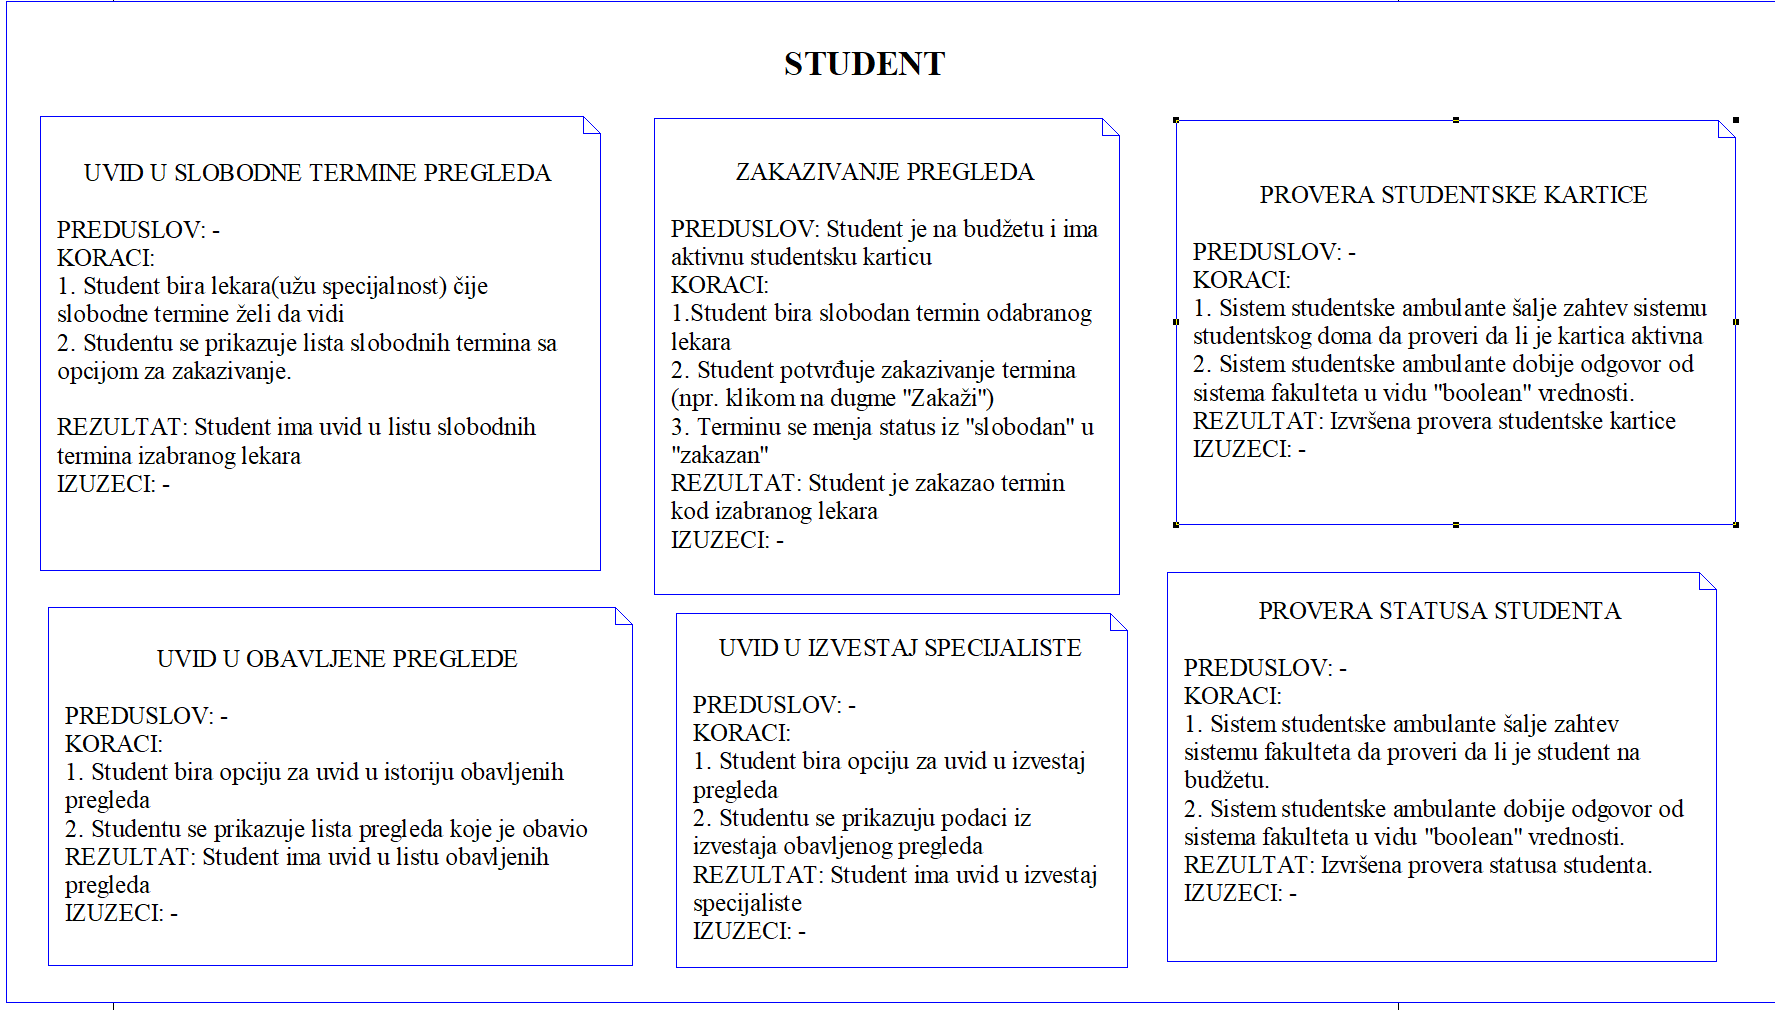 STUDENT
UVID U SLOBODNE TERMINE PREGLEDA
PREDUSLOV: -
KORACI:
1. Student bira lekara(užu specijalnost) čije
slobodne termine želi da vidi
2. Studentu se prikazuje lista slobodnih termina sa
opcijom za zakazivanje.
REZULTAT: Student ima uvid u listu slobodnih
termina izabranog lekara
IZUZECI: -
ZAKAZIVANJE PREGLEDA
PREDUSLOV: Student je na budžetu i ima
aktivnu studentsku karticu
KORACI:
1.Student bira slobodan termin odabranog
lekara
2. Student potvrđuje zakazivanje termina
(npr. klikom na dugme "Zakaži")
3. Terminu se menja status iz "slobodan" u
"zakazan"
REZULTAT: Student je zakazao termin
kod izabranog lekara
IZUZECI: -
PROVERA STUDENTSKE KARTICE
PREDUSLOV: -
KORACI:
1. Sistem studentske ambulante šalje zahtev sistemu
studentskog doma da proveri da li je kartica aktivna
2. Sistem studentske ambulante dobije odgovor od
sistema fakulteta u vidu "boolean" vrednosti.
REZULTAT: Izvršena provera studentske kartice
IZUZECI: -
UVID U OBAVLJENE PREGLEDE
PREDUSLOV: -
KORACI:
1. Student bira opciju za uvid u istoriju obavljenih
pregleda
2. Studentu se prikazuje lista pregleda koje je obavio
REZULTAT: Student ima uvid u listu obavljenih
pregleda
IZUZECI: -
UVID U IZVESTAJ SPECIJALISTE
PREDUSLOV: -
KORACI:
1. Student bira opciju za uvid u izvestaj
pregleda
2. Studentu se prikazuju podaci iz
izvestaja obavljenog pregleda
REZULTAT: Student ima uvid u izvestaj
specijaliste
IZUZECI: -
PROVERA STATUSA STUDENTA
PREDUSLOV: -
KORACI:
1. Sistem studentske ambulante šalje zahtev
sistemu fakulteta da proveri da li je student na
budžetu.
2. Sistem studentske ambulante dobije odgovor od
sistema fakulteta u vidu "boolean" vrednosti.
REZULTAT: Izvršena provera statusa studenta.
IZUZECI: -